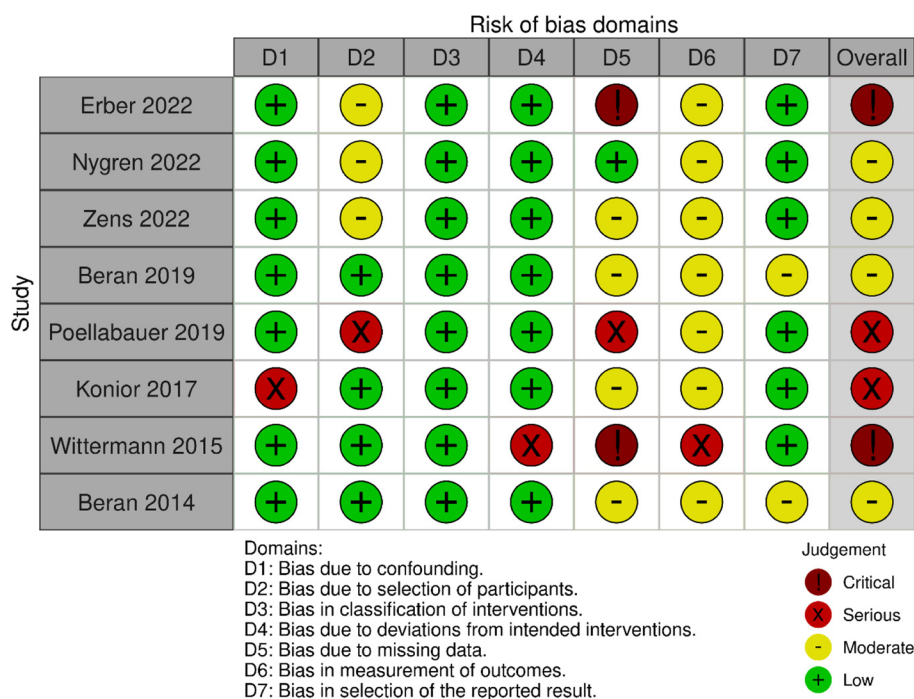 Risk of bias domains
D1 D2 D3 D4 D5 D6 D7 Overall
Study
Erber 2022 + - + + ! - + !
Nygren 2022 + - + + + - + -
Zens 2022 + - + + - - + -
Beran 2019 + + + + - - - -
Poellabauer 2019 + X + + X - + X
Konior 2017 X + + + - - + X
Wittermann 2015 + + + X ! X + !
Beran 2014 + + + + - - - -
Domains:
D1: Bias due to confounding.
D2: Bias due to selection of participants.
D3: Bias in classification of interventions.
D4: Bias due to deviations from intended interventions.
D5: Bias due to missing data.
D6: Bias in measurement of outcomes.
D7: Bias in selection of the reported result.
Judgement
! Critical
X Serious
- Moderate
+ Low